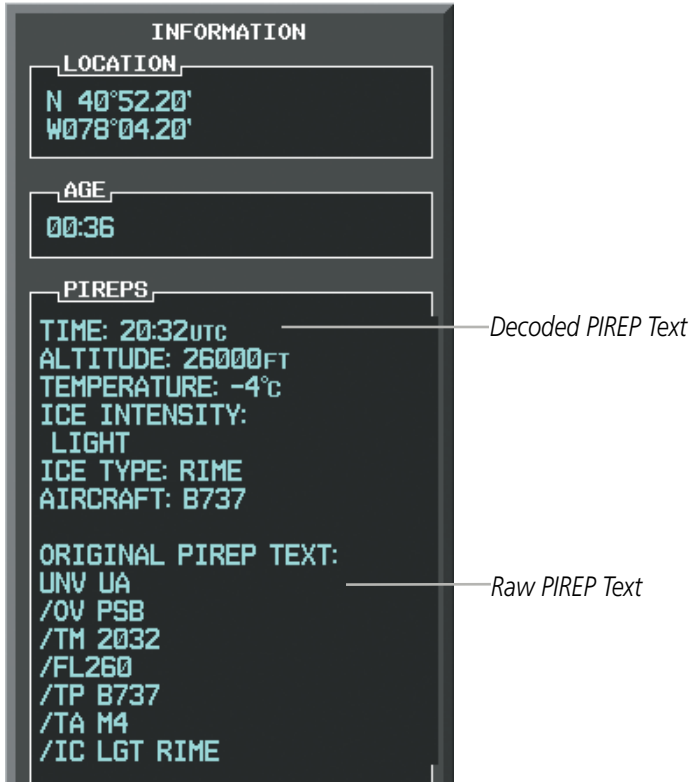 INFORMATION
LOCATION
N 40°52.20'
W078°04.20'
AGE
00:36
PIREPS
TIME: 20:32UTC
ALTITUDE: 26000FT
TEMPERATURE: -4°C
ICE INTENSITY:
LIGHT
ICE TYPE: RIME
AIRCRAFT: B737
ORIGINAL PIREP TEXT:
UNV UA
/OV PSB
/TM 2032
/FL260
/TP B737
/TA M4
/IC LGT RIME
Decoded PIREP Text
Raw PIREP Text